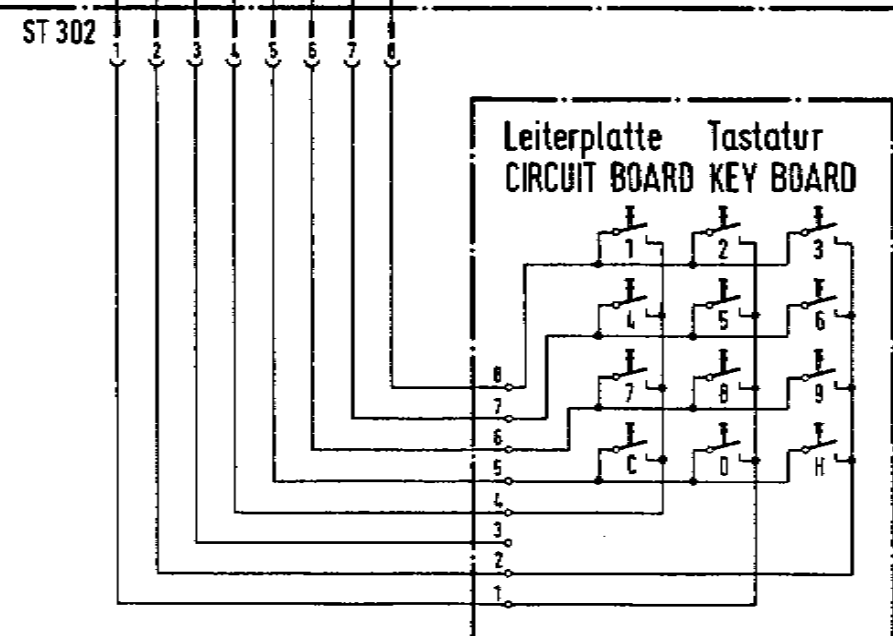 ST 302
1 2 3 4 5 6 7 8
Leiterplatte Tastatur
CIRCUIT BOARD KEY BOARD
1 2 3
4 5 6
7 8 9
C 0 H
8
7
6
5
4
3
2
1